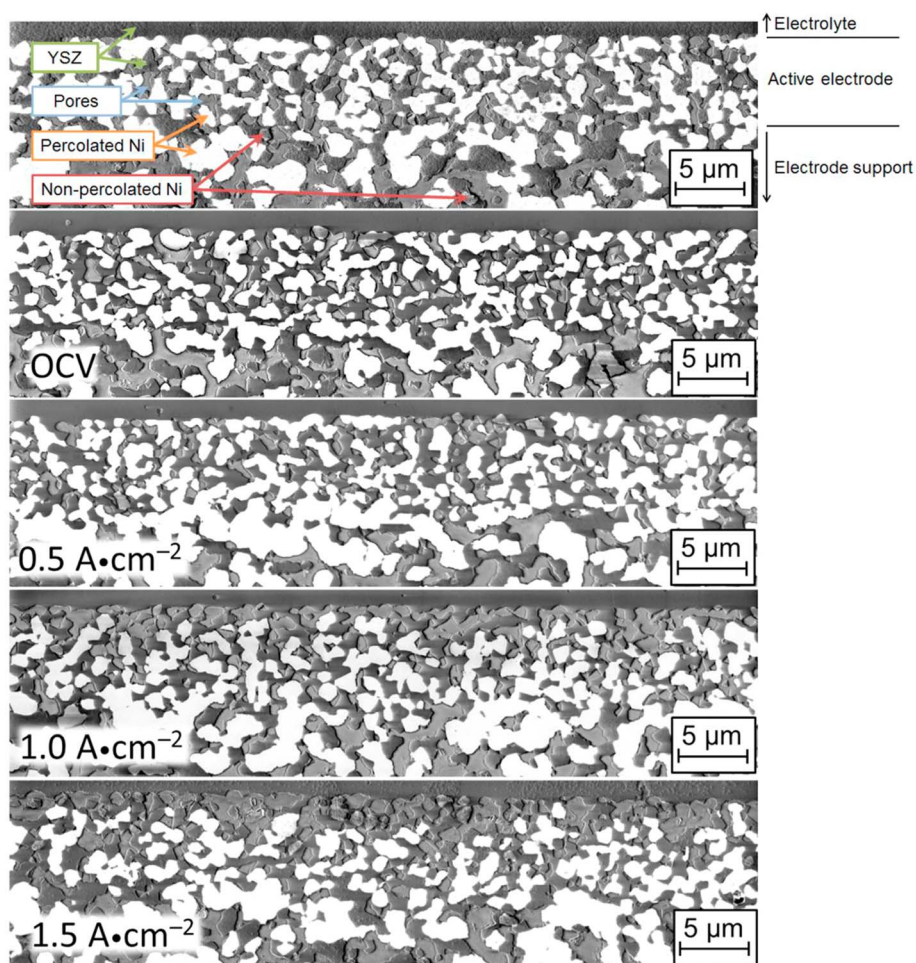 Electrolyte
YSZ
Active electrode
Pores
Percolated Ni
Non-percolated Ni
Electrode support
5 µm
OCV
5 µm
0.5 A•cm⁻²
5 µm
1.0 A•cm⁻²
5 µm
1.5 A•cm⁻²
5 µm